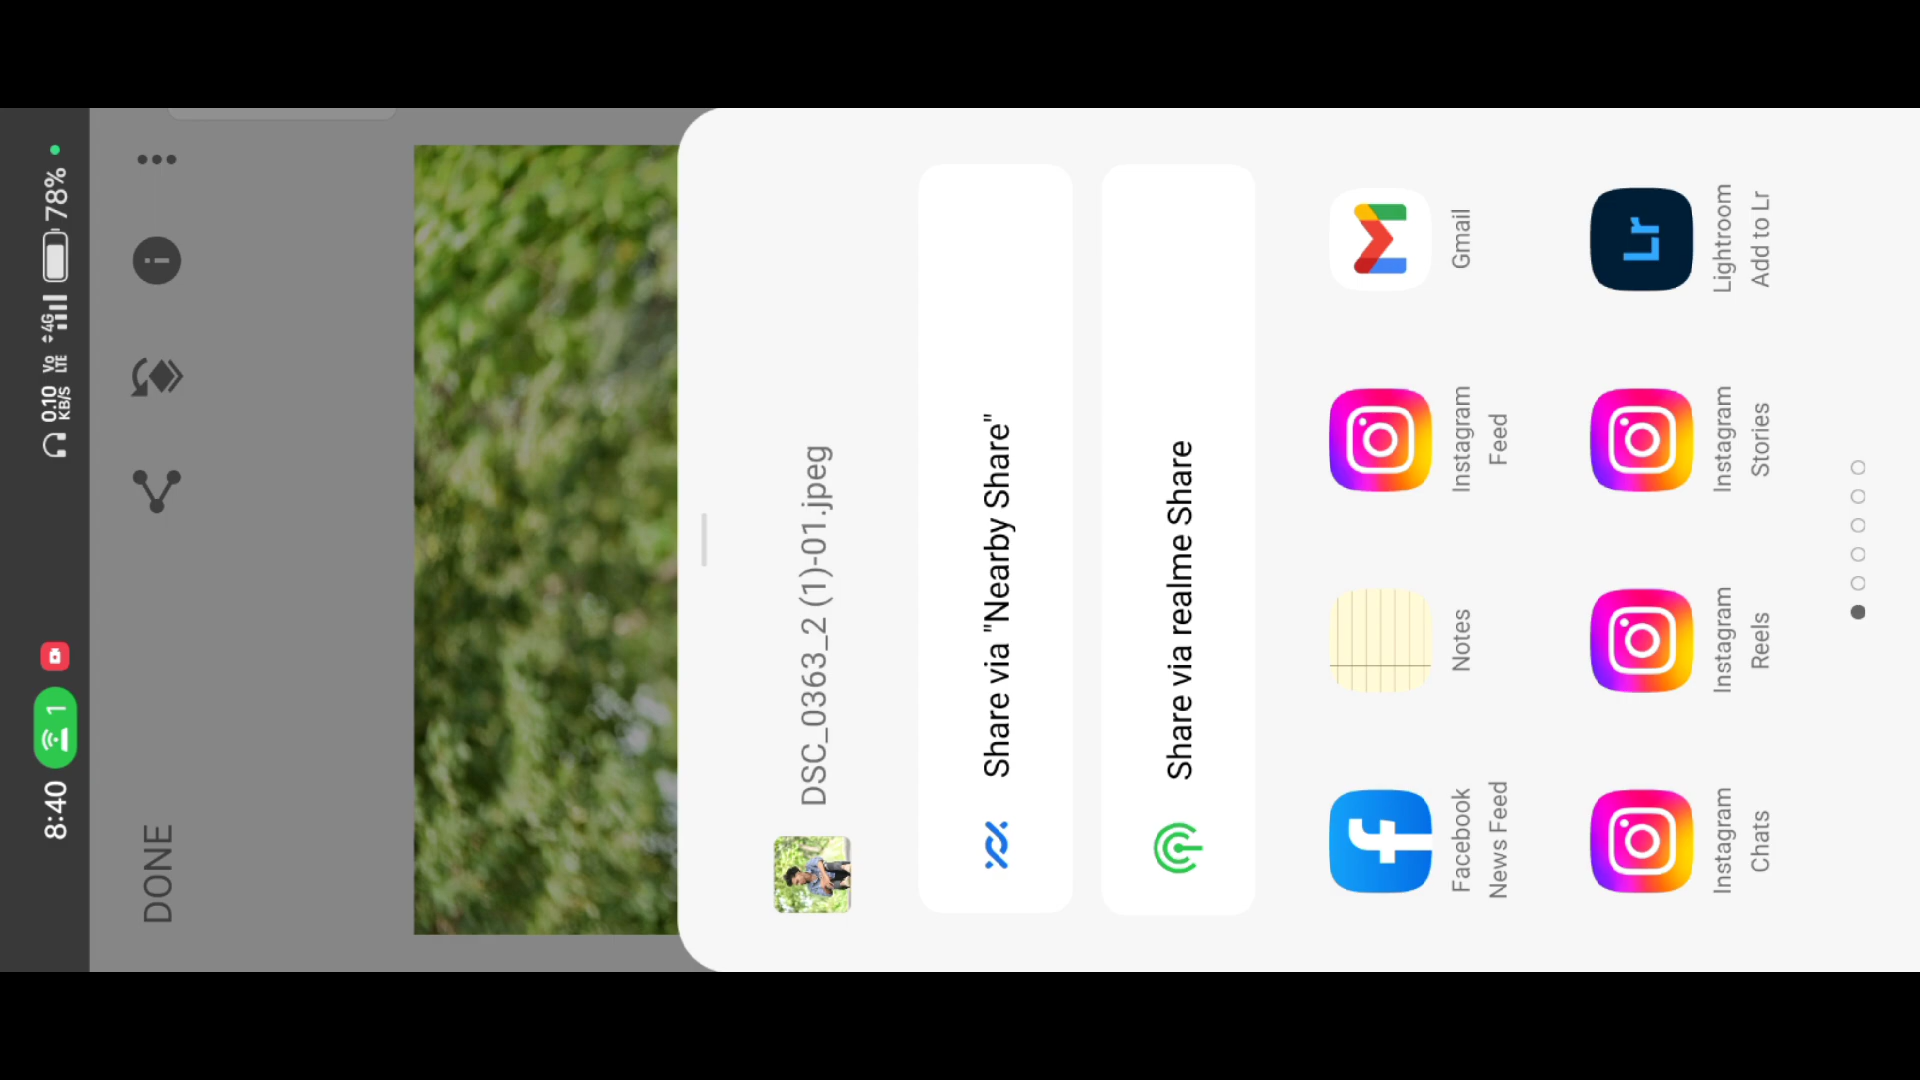 8:40 1 0.10 KB/S Vo LTE 4G 78%
DONE
DSC_0363_2 (1)-01.jpeg
Share via "Nearby Share"
Share via realme Share
Facebook News Feed
Notes
Instagram Feed
Gmail
Instagram Chats
Instagram Reels
Instagram Stories
Lr
Lightroom Add to Lr